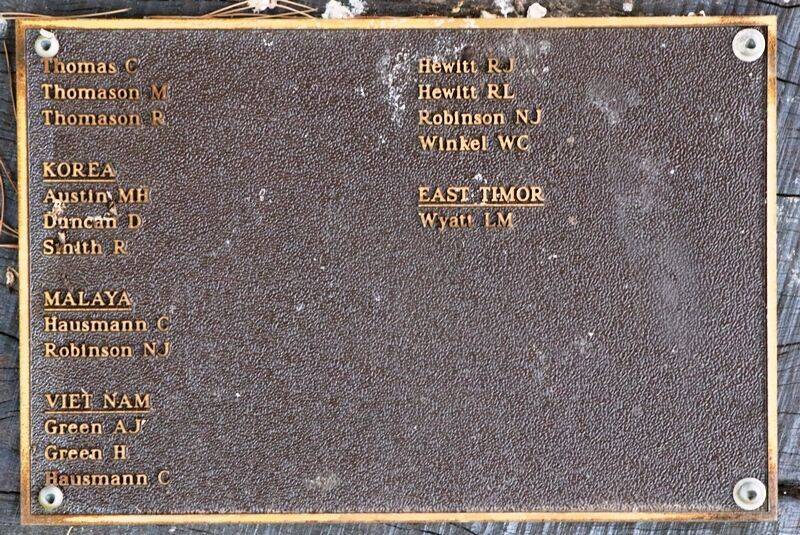 Thomas C
Thomason M
Thomason R
KOREA
Austin MH
Duncan D
Smith R
MALAYA
Hausmann C
Robinson NJ
VIET NAM
Green AJ
Green H
Hausmann C
Hewitt RJ
Hewitt RL
Robinson NJ
Winkel WC
EAST TIMOR
Wyatt LM